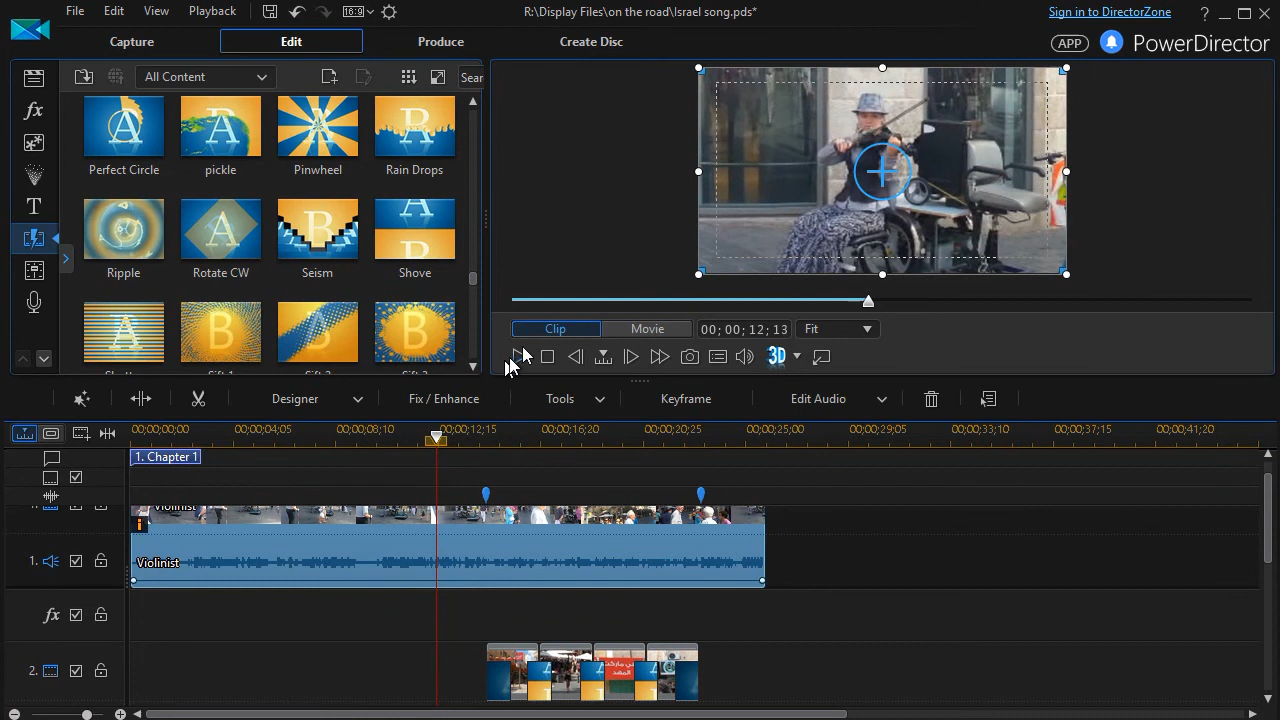 File Edit View Playback 16:9 R:\Display Files\on the road\Israel song.pds* Sign in to DirectorZone ?
Capture Edit Produce Create Disc APP PowerDirector
fx All Content Sear
Perfect Circle pickle Pinwheel Rain Drops
Ripple Rotate CW Seism Shove
T
Clip Movie 00; 00; 12; 13 Fit
3D
Designer Fix / Enhance Tools Keyframe Edit Audio
00;00;00;00 00;00;04;05 00;00;08;10 00;00;12;15 00;00;16;20 00;00;20;25 00;00;25;00 00;00;29;05 00;00;33;10 00;00;37;15 00;00;41;20
1. Chapter 1
Violinist
1. Violinist
fx
2.